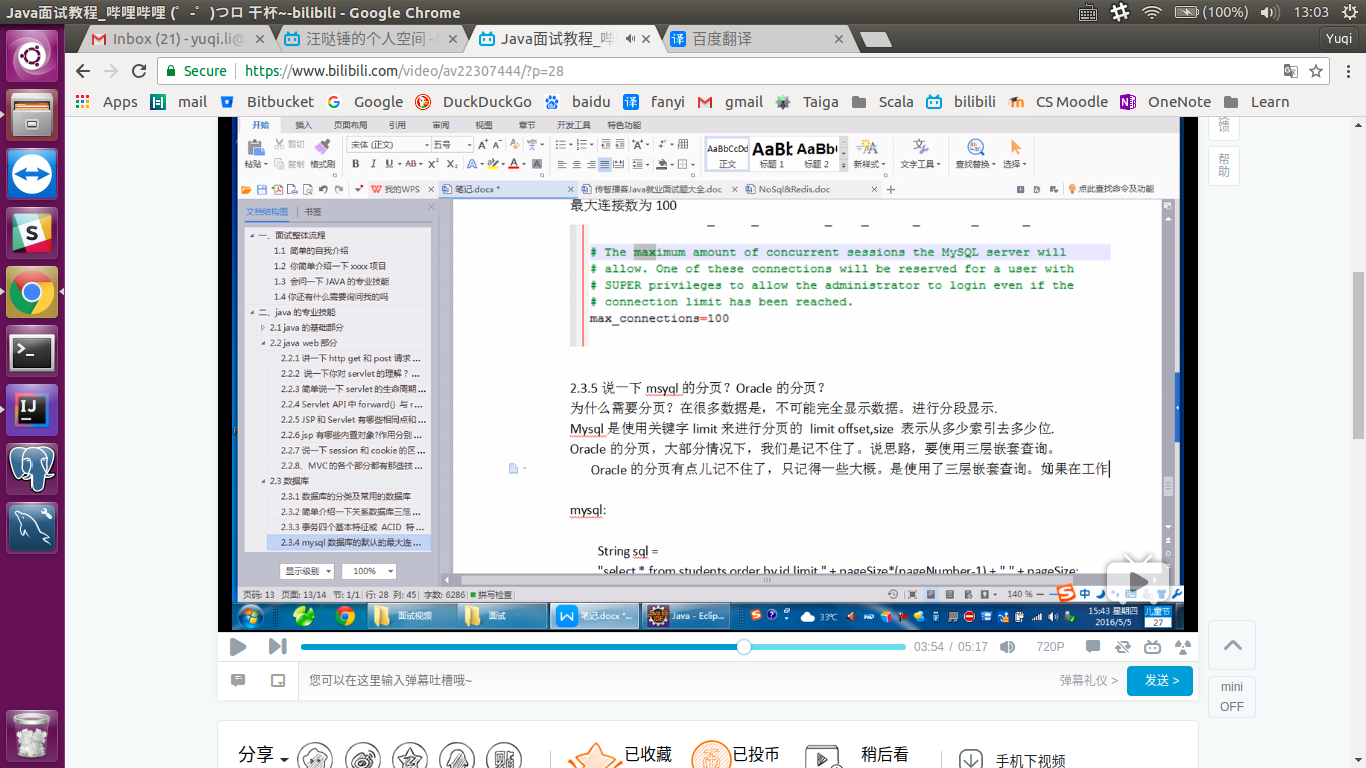 Java面试教程_哔哩哔哩 (゜-゜)つロ 干杯~-bilibili - Google Chrome
(100%)
13:03
Inbox (21) - yuqi.li@
汪哒锤的个人空间 -
Java面试教程_哔
百度翻译
Yuqi
Secure
https://www.bilibili.com/video/av22307444/?p=28
Apps
mail
Bitbucket
Google
DuckDuckGo
baidu
fanyi
gmail
Taiga
Scala
bilibili
CS Moodle
OneNote
Learn
开始 插入 页面布局 引用 审阅 视图 章节 开发工具 特色功能
粘贴 剪切 复制 格式刷
宋体 (正文) 五号
AaBbCcDd 正文
AaBb 标题 1
AaBb 标题 2
新样式 文字工具 查找替换 选择
我的WPS
笔记.docx *
传智播客Java就业面试题大全.doc
NoSql&Redis.doc
点此查找命令及功能
文档结构图 书签
一、面试整体流程
1.1 简单的自我介绍
1.2 你简单介绍一下 xxxx 项目
1.3 会问一下 JAVA 的专业技能
1.4 你还有什么需要询问我的吗
二、java 的专业技能
2.1 java 的基础部分
2.2 java web 部分
2.2.1 讲一下 http get 和 post 请求 ...
2.2.2 说一下你对 servlet 的理解？ ...
2.2.3 简单说一下 servlet 的生命周期 ...
2.2.4 Servlet API 中 forward() 与 r...
2.2.5 JSP 和 Servlet 有哪些相同点和 ...
2.2.6 jsp 有哪些内置对象?作用分别 ...
2.2.7 说一下 session 和 cookie 的区 ...
2.2.8、MVC 的各个部分都有那些技 ...
2.3 数据库
2.3.1 数据库的分类及常用的数据库
2.3.2 简单介绍一下关系数据库三范 ...
2.3.3 事务四个基本特征或 ACID 特 ...
2.3.4 mysql 数据库的默认的最大连 ...
显示级别
100%
最大连接数为 100
# The maximum amount of concurrent sessions the MySQL server will
# allow. One of these connections will be reserved for a user with
# SUPER privileges to allow the administrator to login even if the
# connection limit has been reached.
max_connections=100
2.3.5 说一下 msyql 的分页？Oracle 的分页？
为什么需要分页？在很多数据是，不可能完全显示数据。进行分段显示.
Mysql 是使用关键字 limit 来进行分页的 limit offset,size 表示从多少索引去多少位.
Oracle 的分页，大部分情况下，我们是记不住了。说思路，要使用三层嵌套查询。
Oracle 的分页有点儿记不住了，只记得一些大概。是使用了三层嵌套查询。如果在工作
mysql:
String sql =
"select * from students order by id limit " + pageSize*(pageNumber-1) + "," + pageSize;
页码: 13 页面: 13/14 节: 1/1 行: 28 列: 45 字数: 6286 拼写检查
140 %
中
面试视频
面试
笔记.docx *...
Java - Eclip...
33℃
15:43 星期四
2016/5/5
儿童节
27
03:54 / 05:17
720P
您可以在这里输入弹幕吐槽哦~
弹幕礼仪 >
发送 >
馈
帮
助
mini
OFF
分享
已收藏
已投币
稍后看
手机下视频